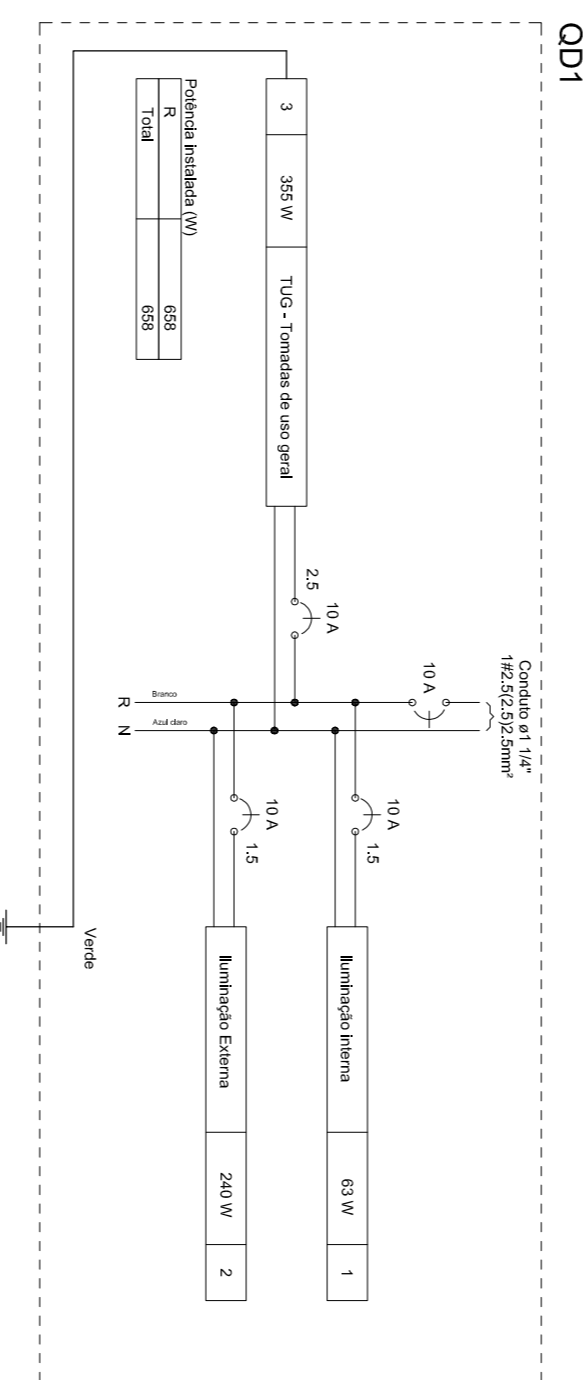 QD1
Conduto ø1 1/4"
1#2.5(2.5)2.5mm²
10 A
10 A
1.5
Iluminação interna
63 W
1
3
355 W
TUG - Tomadas de uso geral
2.5
10 A
10 A
1.5
Iluminação Externa
240 W
2
Potência instalada (W)
R
658
Total
658
R
Branco
N
Azul claro
Verde